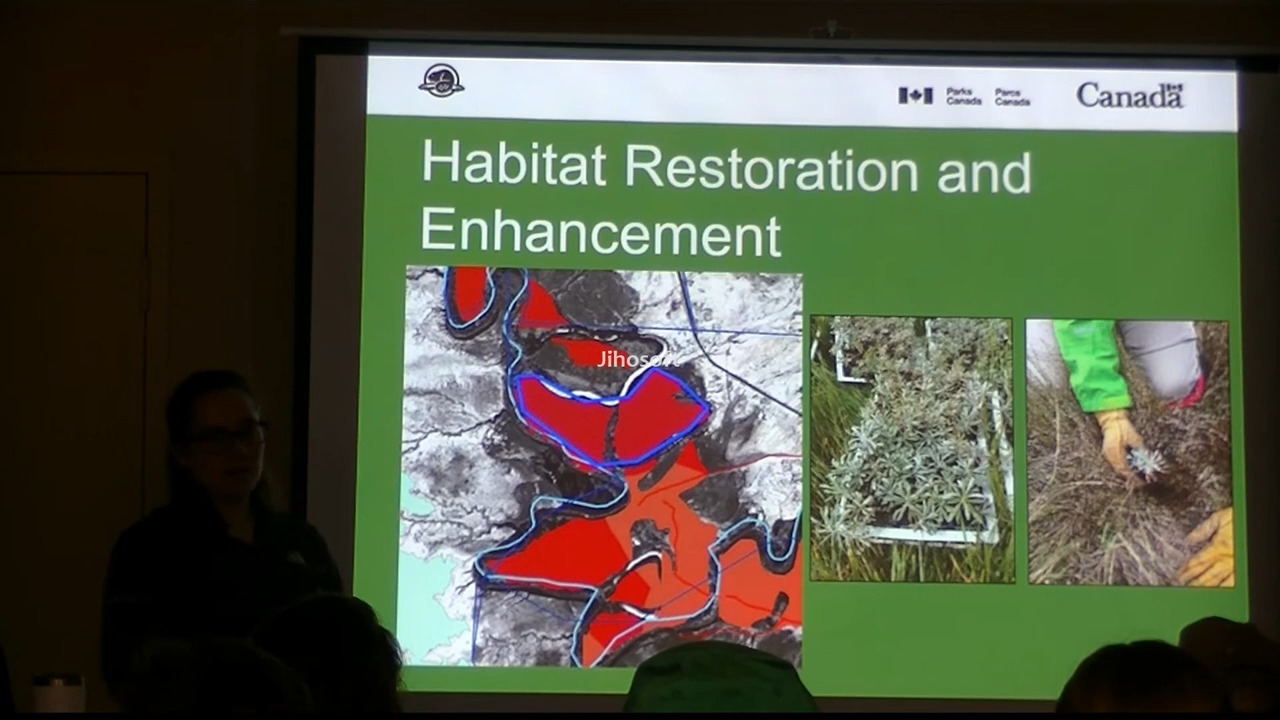 Parks Parcs
Canada Canada
Canada
Habitat Restoration and
Enhancement
Jihosoft